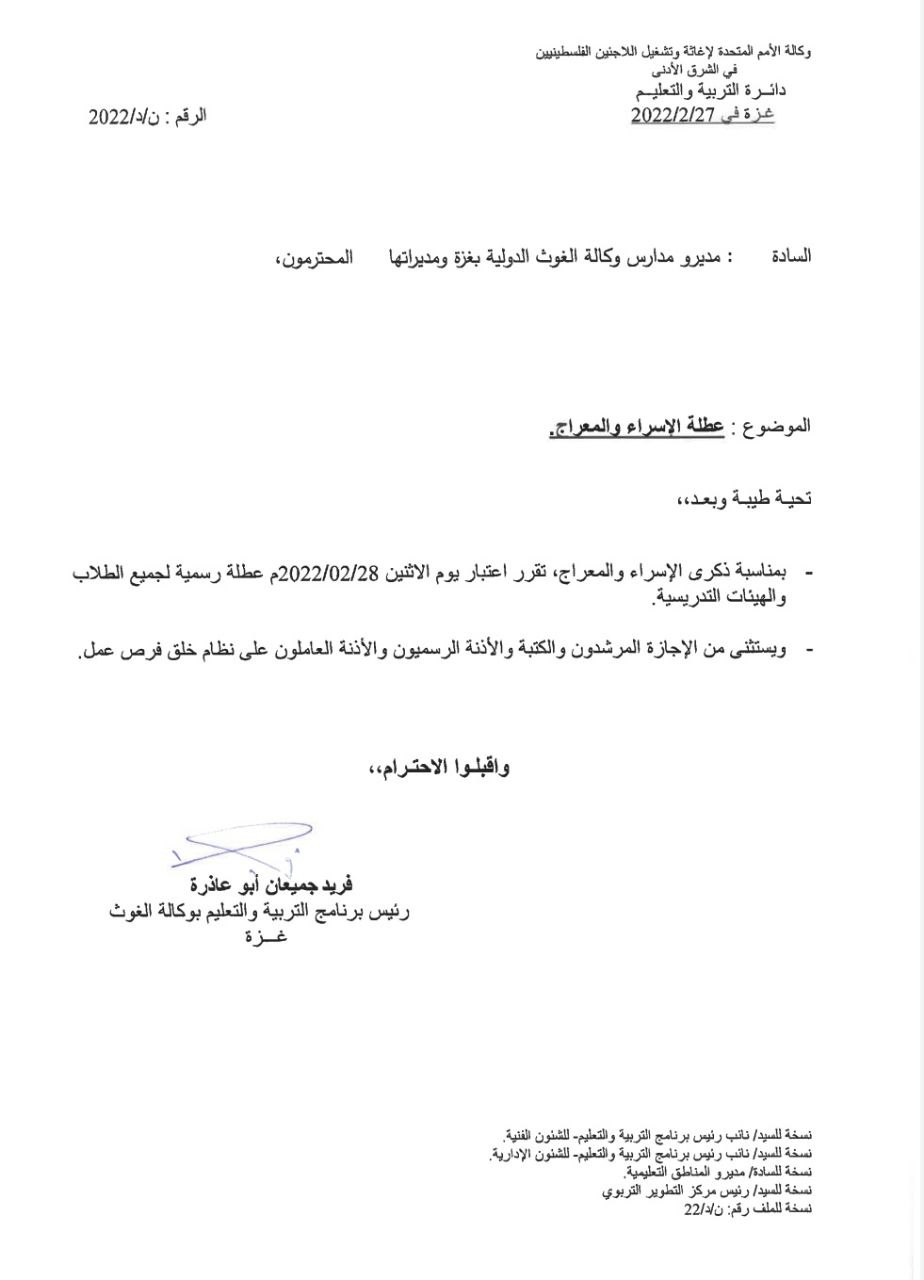 وكالة الأمم المتحدة لإغاثة وتشغيل اللاجئين الفلسطينيين
في الشرق الأدنى
دائــرة التربية والتعليــم
غـزة في 2022/2/27
الرقم : ن/د/2022
السادة : مديرو مدارس وكالة الغوث الدولية بغزة ومديراتها المحترمون،
الموضوع : عطلة الإسراء والمعراج.
تحيـة طيبـة وبعـد،،
- بمناسبة ذكرى الإسراء والمعراج، تقرر اعتبار يوم الاثنين 2022/02/28م عطلة رسمية لجميع الطلاب
والهيئات التدريسية.
- ويستثنى من الإجازة المرشدون والكتبة والأذنة الرسميون والأذنة العاملون على نظام خلق فرص عمل.
واقبلـوا الاحتـرام،،
فريد جميعان أبو عاذرة
رئيس برنامج التربية والتعليم بوكالة الغوث
غـــزة
نسخة للسيد/ نائب رئيس برنامج التربية والتعليم- للشئون الفنية.
نسخة للسيد/ نائب رئيس برنامج التربية والتعليم- للشئون الإدارية.
نسخة للسادة/ مديرو المناطق التعليمية.
نسخة للسيد/ رئيس مركز التطوير التربوي
نسخة للملف رقم: ن/د/22